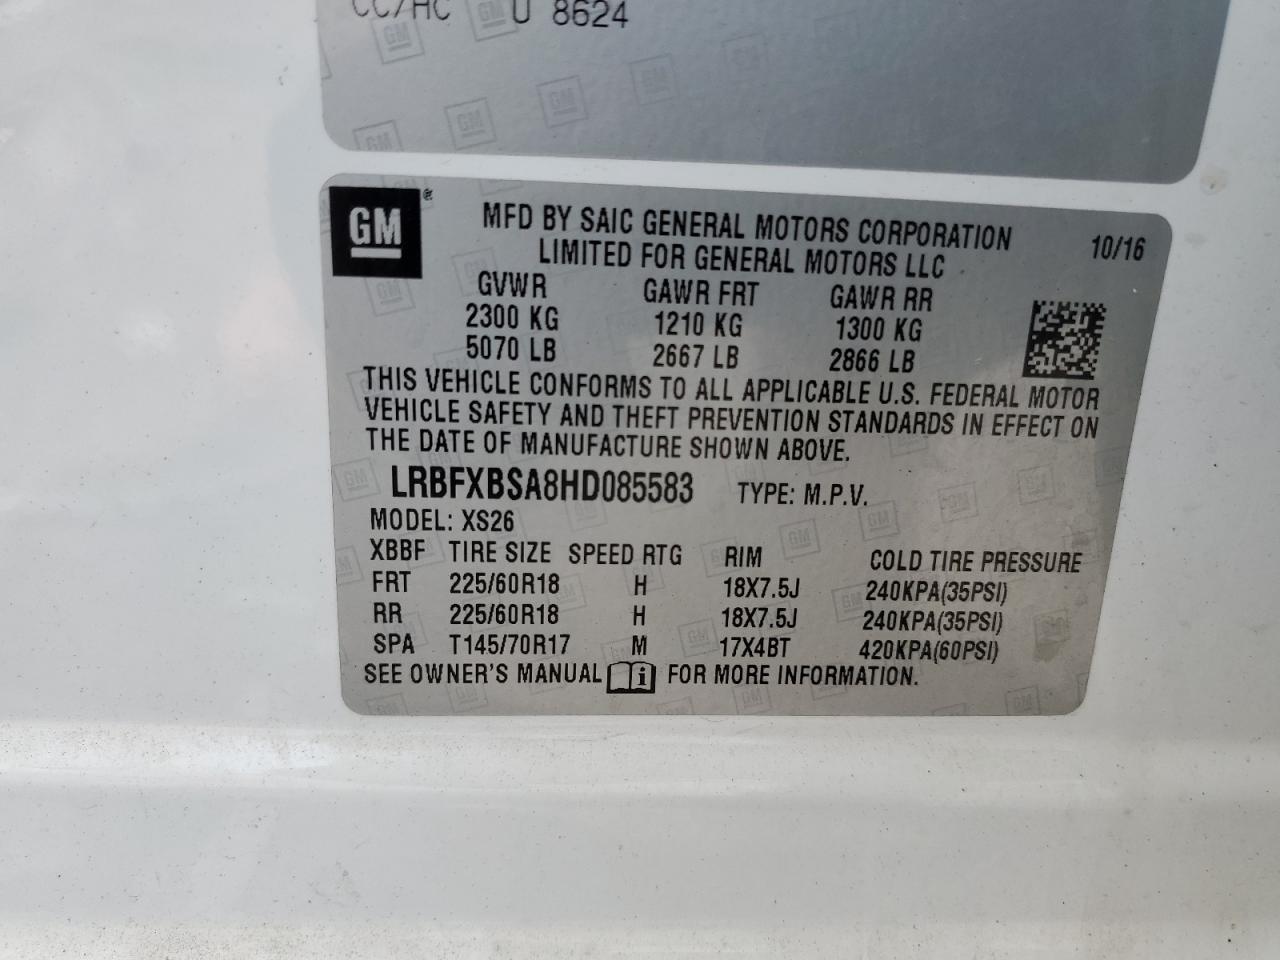 CC/HC U 8624
GM ®
MFD BY SAIC GENERAL MOTORS CORPORATION 10/16
LIMITED FOR GENERAL MOTORS LLC
GVWR GAWR FRT GAWR RR
2300 KG 1210 KG 1300 KG
5070 LB 2667 LB 2866 LB
THIS VEHICLE CONFORMS TO ALL APPLICABLE U.S. FEDERAL MOTOR
VEHICLE SAFETY AND THEFT PREVENTION STANDARDS IN EFFECT ON
THE DATE OF MANUFACTURE SHOWN ABOVE.
LRBFXBSA8HD085583 TYPE: M.P.V.
MODEL: XS26
XBBF TIRE SIZE SPEED RTG RIM COLD TIRE PRESSURE
FRT 225/60R18 H 18X7.5J 240KPA(35PSI)
RR 225/60R18 H 18X7.5J 240KPA(35PSI)
SPA T145/70R17 M 17X4BT 420KPA(60PSI)
SEE OWNER'S MANUAL i FOR MORE INFORMATION.